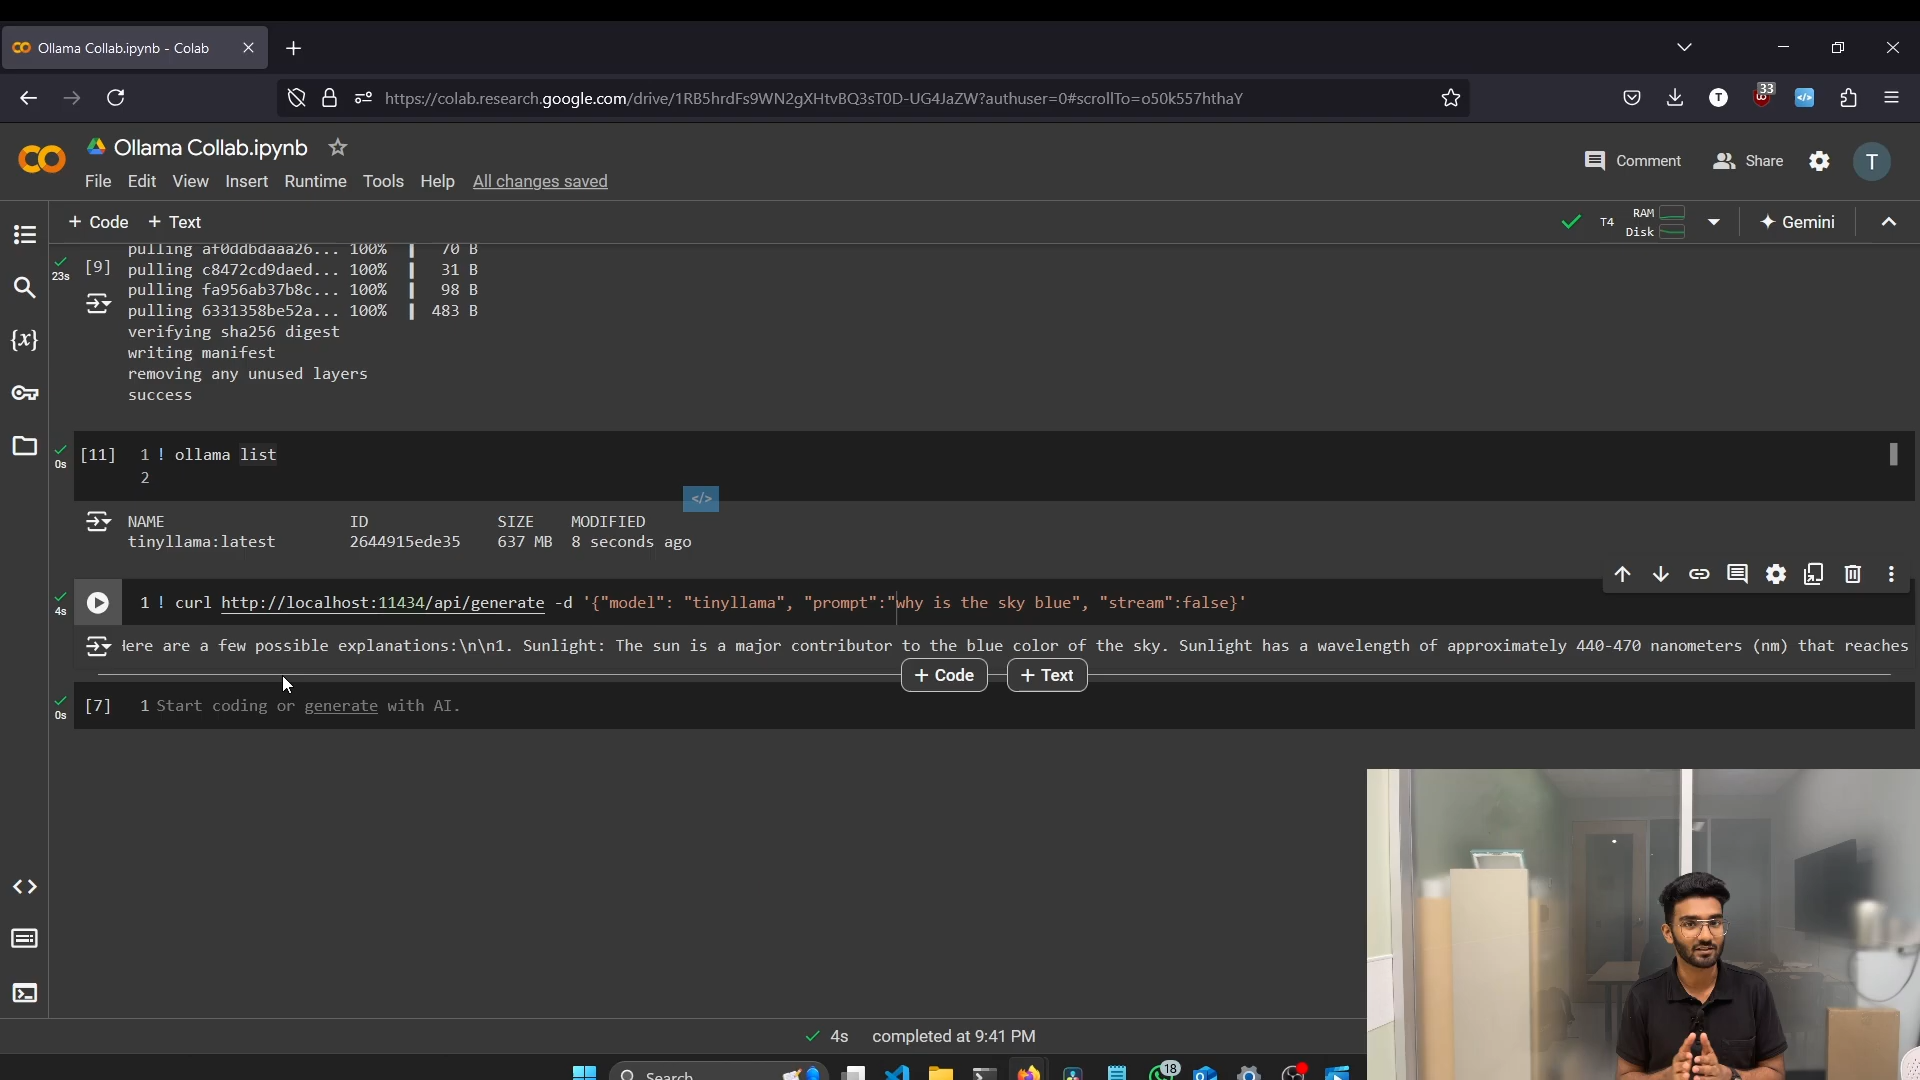 Ollama Collab.ipynb - Colab
https://colab.research.google.com/drive/1RB5hrdFs9WN2gXHtvBQ3sT0D-UG4JaZW?authuser=0#scrollTo=o50k557hthaY
T
33
Ollama Collab.ipynb
Comment
Share
T
File Edit View Insert Runtime Tools Help All changes saved
+ Code + Text
T4
RAM
Disk
Gemini
pulling af0ddbdaaa26... 100% 70 B
23s
[9] pulling c8472cd9daed... 100% 31 B
pulling fa956ab37b8c... 100% 98 B
pulling 6331358be52a... 100% 483 B
verifying sha256 digest
writing manifest
removing any unused layers
success
{x}
0s
[11] 1 ! ollama list
2
</>
NAME ID SIZE MODIFIED
tinyllama:latest 2644915ede35 637 MB 8 seconds ago
4s
1 ! curl http://localhost:11434/api/generate -d '{"model": "tinyllama", "prompt":"why is the sky blue", "stream":false}'
are a few possible explanations:\n\n1. Sunlight: The sun is a major contributor to the blue color of the sky. Sunlight has a wavelength of approximately 440-470 nanometers (nm) that reaches
+ Code + Text
0s
[7] 1 Start coding or generate with AI.
4s completed at 9:41 PM
Search
18